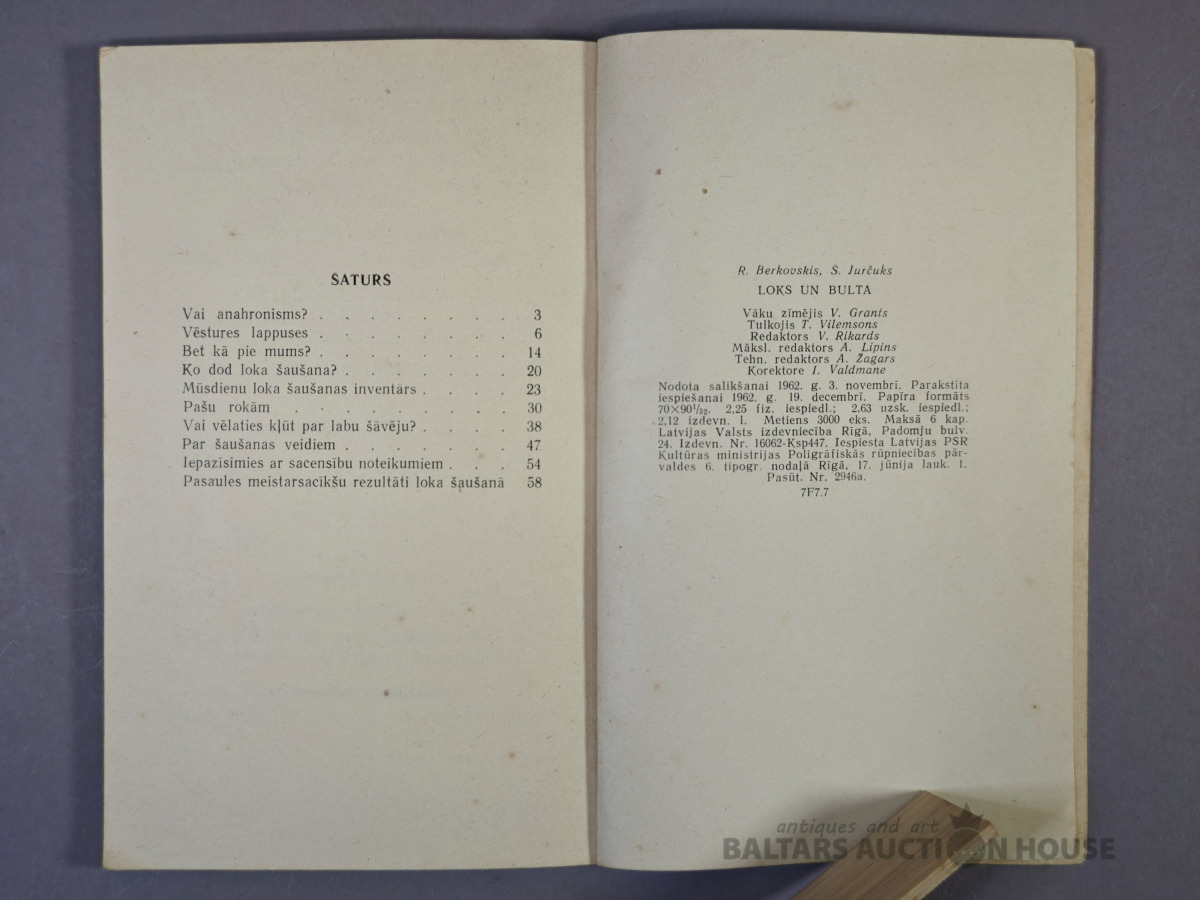 SATURS
Vai anahronisms? . . . . . . . . 3
Vēstures lappuses . . . . . . . . 6
Bet kā pie mums? . . . . . . . . 14
Ko dod loka šaušana? . . . . . . . 20
Mūsdienu loka šaušanas inventārs . . . . 23
Pašu rokām . . . . . . . . 30
Vai vēlaties kļūt par labu šāvēju? . . . . 38
Par šaušanas veidiem . . . . . . . 47
Iepazīsimies ar sacensību noteikumiem . . . 54
Pasaules meistarsacīkšu rezultāti loka šaušanā 58
R. Berkovskis, S. Jurčuks
LOKS UN BULTA
Vāku zīmējis V. Grants
Tulkojis T. Vilemsons
Redaktors V. Rikards
Māksl. redaktors A. Lipins
Tehn. redaktors A. Žagars
Korektore I. Valdmane
Nodota salikšanai 1962. g. 3. novembrī. Parakstīta
iespiešanai 1962. g. 19. decembrī. Papīra formāts
70×90¹/₃₂. 2,25 fiz. iespiedl.; 2,63 uzsk. iespiedl.;
2,12 izdevn. l. Metiens 3000 eks. Maksā 6 kap.
Latvijas Valsts izdevniecība Rīgā, Padomju bulv.
24. Izdevn. Nr. 16062-Ksp447. Iespiesta Latvijas PSR
Kultūras ministrijas Poligrāfiskās rūpniecības pār-
valdes 6. tipogr. nodaļā Rīgā, 17. jūnija lauk. 1.
Pasūt. Nr. 2946a.
7F7.7
antiques and art
BALTARS AUCTION HOUSE